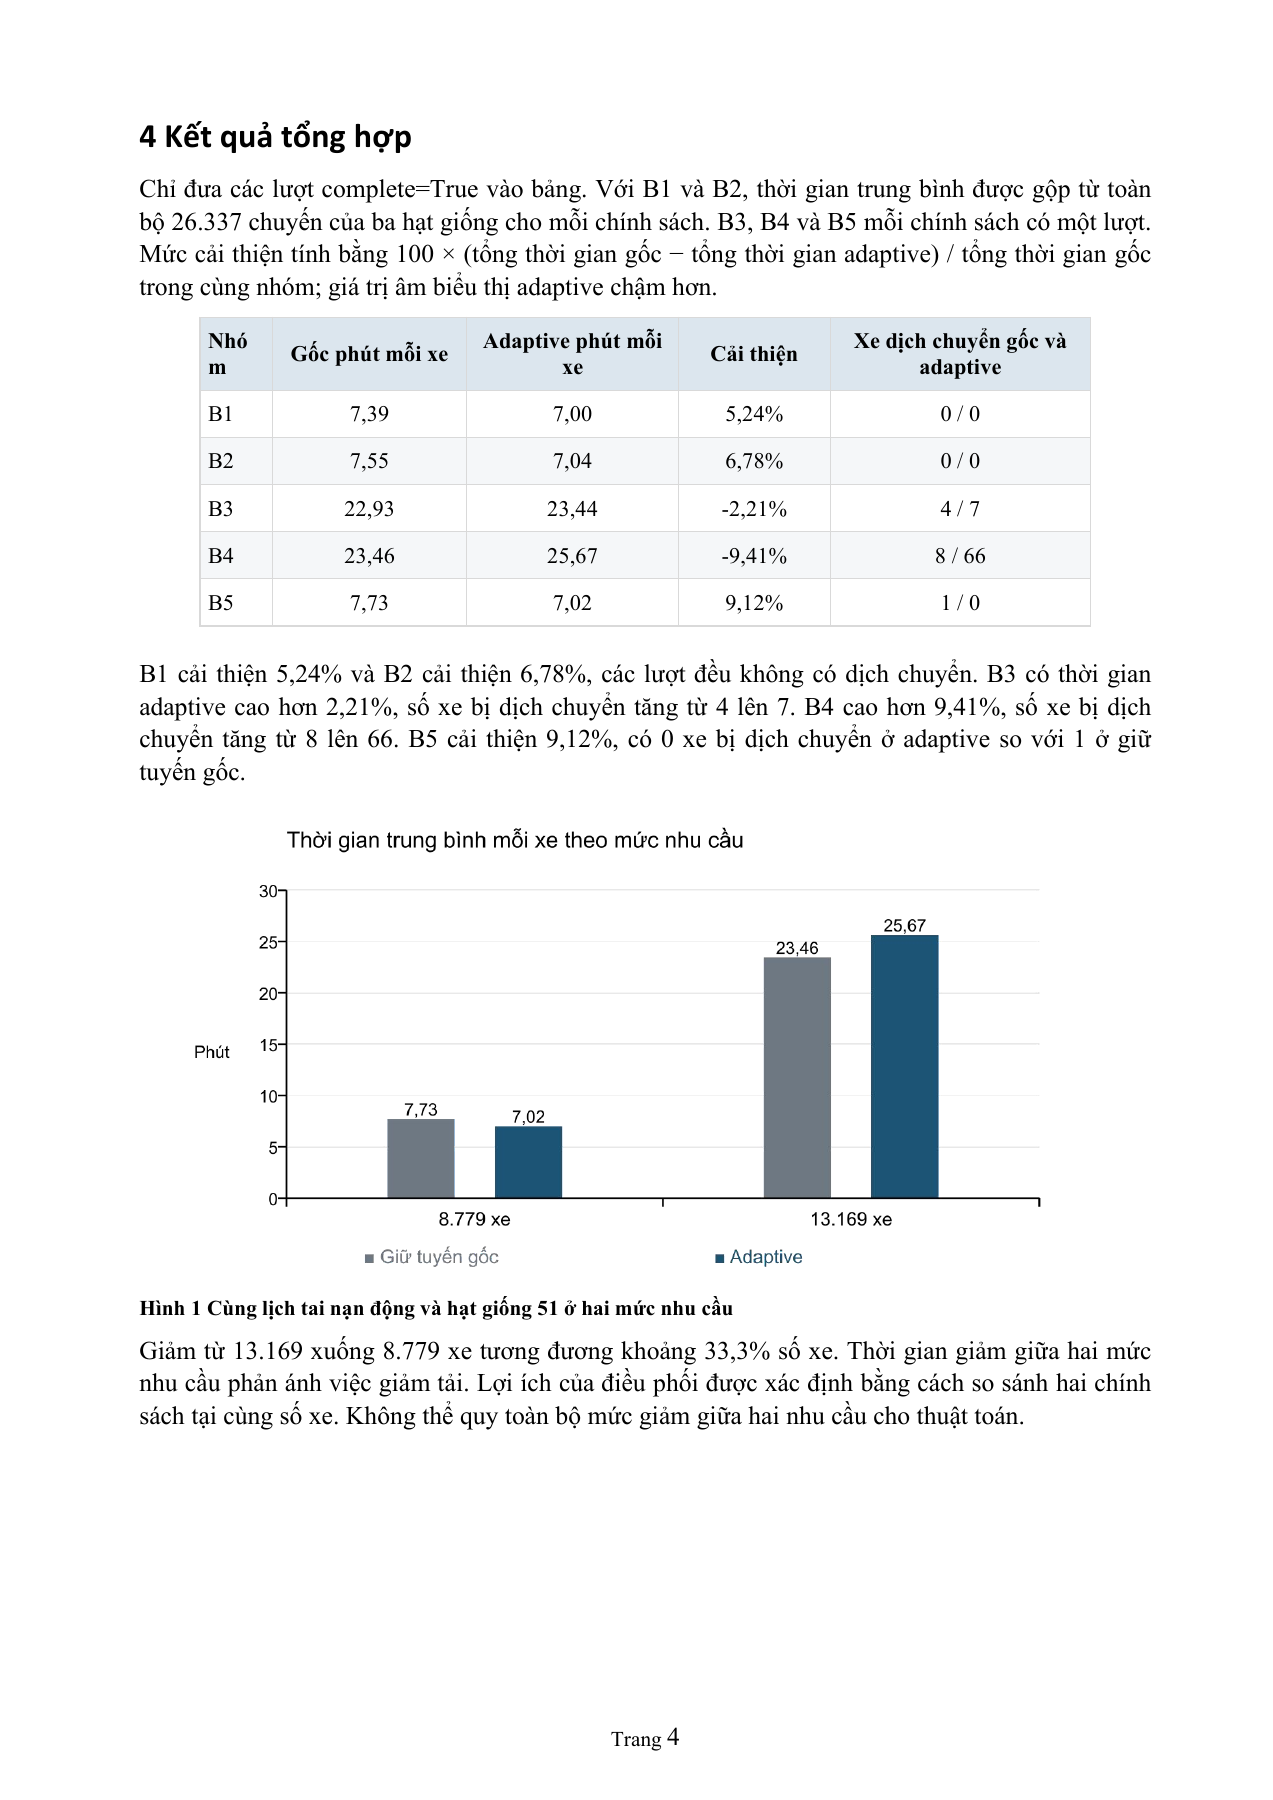 4 Kết quả tổng hợp
Chỉ đưa các lượt complete=True vào bảng. Với B1 và B2, thời gian trung bình được gộp từ toàn
bộ 26.337 chuyến của ba hạt giống cho mỗi chính sách. B3, B4 và B5 mỗi chính sách có một lượt.
Mức cải thiện tính bằng 100 × (tổng thời gian gốc − tổng thời gian adaptive) / tổng thời gian gốc
trong cùng nhóm; giá trị âm biểu thị adaptive chậm hơn.
Nhó
m
Gốc phút mỗi xe
Adaptive phút mỗi
xe
Cải thiện
Xe dịch chuyển gốc và
adaptive
B1 7,39 7,00 5,24% 0 / 0
B2 7,55 7,04 6,78% 0 / 0
B3 22,93 23,44 -2,21% 4 / 7
B4 23,46 25,67 -9,41% 8 / 66
B5 7,73 7,02 9,12% 1 / 0
B1 cải thiện 5,24% và B2 cải thiện 6,78%, các lượt đều không có dịch chuyển. B3 có thời gian
adaptive cao hơn 2,21%, số xe bị dịch chuyển tăng từ 4 lên 7. B4 cao hơn 9,41%, số xe bị dịch
chuyển tăng từ 8 lên 66. B5 cải thiện 9,12%, có 0 xe bị dịch chuyển ở adaptive so với 1 ở giữ
tuyến gốc.
Thời gian trung bình mỗi xe theo mức nhu cầu
30
25,67
25
23,46
20
Phút
15
10
7,73
7,02
5
0
8.779 xe 13.169 xe
Giữ tuyến gốc Adaptive
Hình 1 Cùng lịch tai nạn động và hạt giống 51 ở hai mức nhu cầu
Giảm từ 13.169 xuống 8.779 xe tương đương khoảng 33,3% số xe. Thời gian giảm giữa hai mức
nhu cầu phản ánh việc giảm tải. Lợi ích của điều phối được xác định bằng cách so sánh hai chính
sách tại cùng số xe. Không thể quy toàn bộ mức giảm giữa hai nhu cầu cho thuật toán.
Trang 4